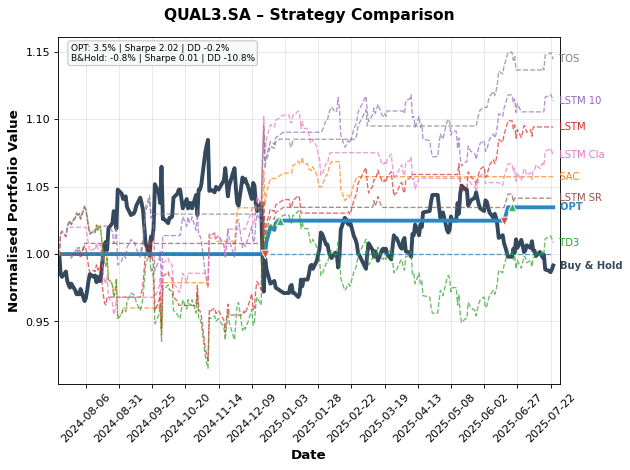 QUAL3.SA – Strategy Comparison
OPT: 3.5% | Sharpe 2.02 | DD -0.2%
B&Hold: -0.8% | Sharpe 0.01 | DD -10.8%
Normalised Portfolio Value
1.15
1.10
1.05
1.00
0.95
TOS
LSTM 10
LSTM
LSTM Cla
SAC
LSTM SR
OPT
TD3
Buy & Hold
2024-08-06
2024-08-31
2024-09-25
2024-10-20
2024-11-14
2024-12-09
2025-01-03
2025-01-28
2025-02-22
2025-03-19
2025-04-13
2025-05-08
2025-06-02
2025-06-27
2025-07-22
Date